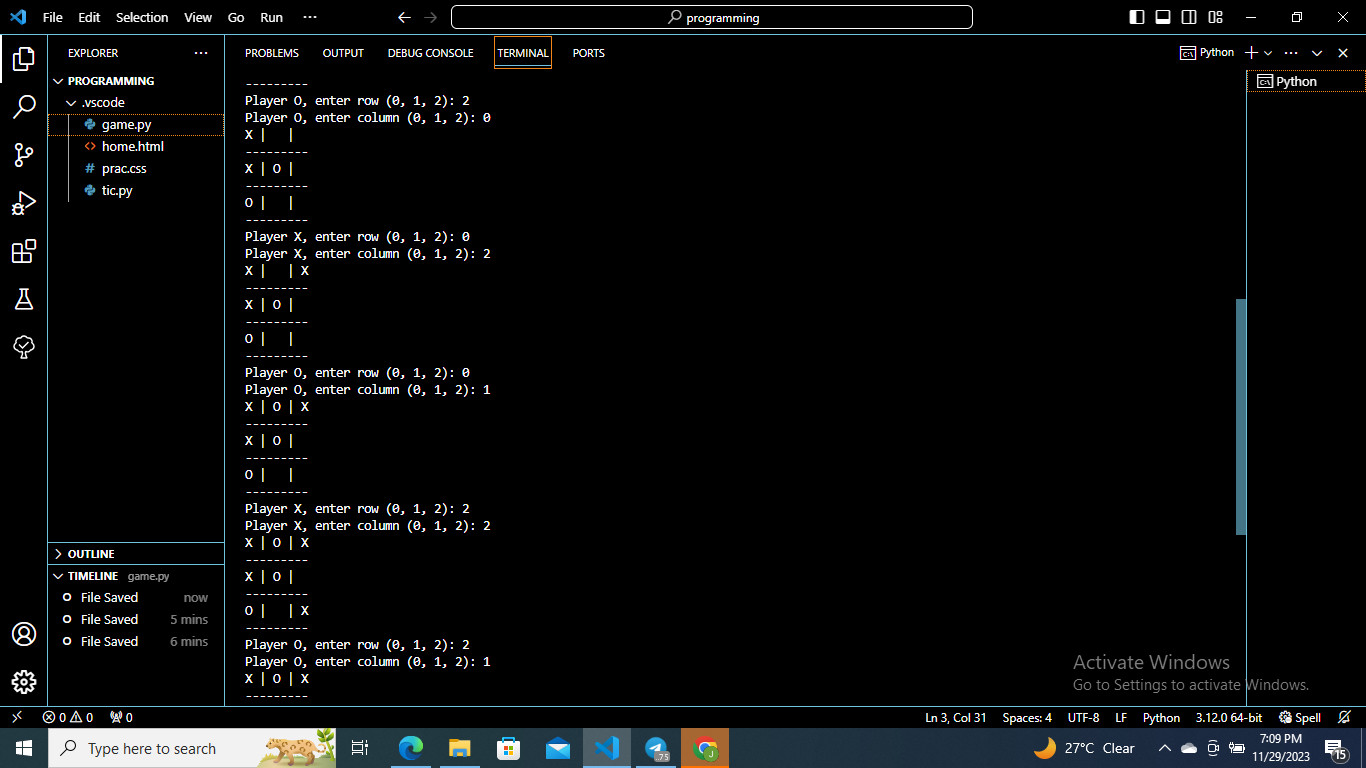 File Edit Selection View Go Run ··· programming
EXPLORER ···
PROGRAMMING
.vscode
game.py
<> home.html
# prac.css
tic.py
OUTLINE
TIMELINE game.py
File Saved now
File Saved 5 mins
File Saved 6 mins
PROBLEMS OUTPUT DEBUG CONSOLE TERMINAL PORTS Python
Python
---------
Player O, enter row (0, 1, 2): 2
Player O, enter column (0, 1, 2): 0
X |   |
---------
X | O |
---------
O |   |
---------
Player X, enter row (0, 1, 2): 0
Player X, enter column (0, 1, 2): 2
X |   | X
---------
X | O |
---------
O |   |
---------
Player O, enter row (0, 1, 2): 0
Player O, enter column (0, 1, 2): 1
X | O | X
---------
X | O |
---------
O |   |
---------
Player X, enter row (0, 1, 2): 2
Player X, enter column (0, 1, 2): 2
X | O | X
---------
X | O |
---------
O |   | X
---------
Player O, enter row (0, 1, 2): 2
Player O, enter column (0, 1, 2): 1
X | O | X
---------
Activate Windows
Go to Settings to activate Windows.
0 0 0 Ln 3, Col 31 Spaces: 4 UTF-8 LF Python 3.12.0 64-bit Spell
Type here to search 75 J 27°C Clear 7:09 PM
11/29/2023 15